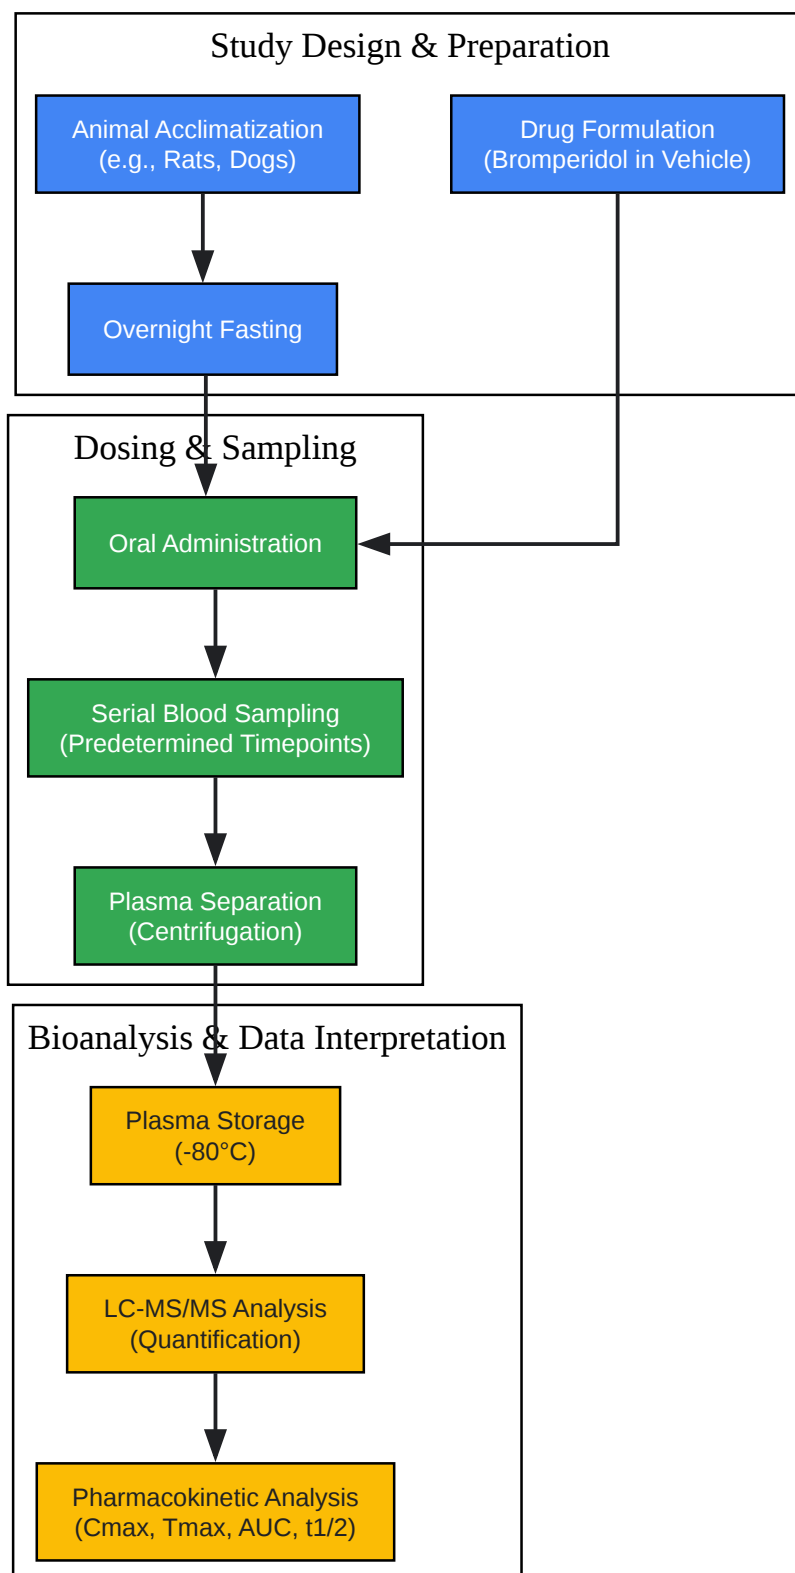 Study Design & Preparation
Animal Acclimatization
(e.g., Rats, Dogs)
Drug Formulation
(Bromperidol in Vehicle)
Overnight Fasting
Dosing & Sampling
Oral Administration
Serial Blood Sampling
(Predetermined Timepoints)
Plasma Separation
(Centrifugation)
Bioanalysis & Data Interpretation
Plasma Storage
(-80°C)
LC-MS/MS Analysis
(Quantification)
Pharmacokinetic Analysis
(Cmax, Tmax, AUC, t1/2)